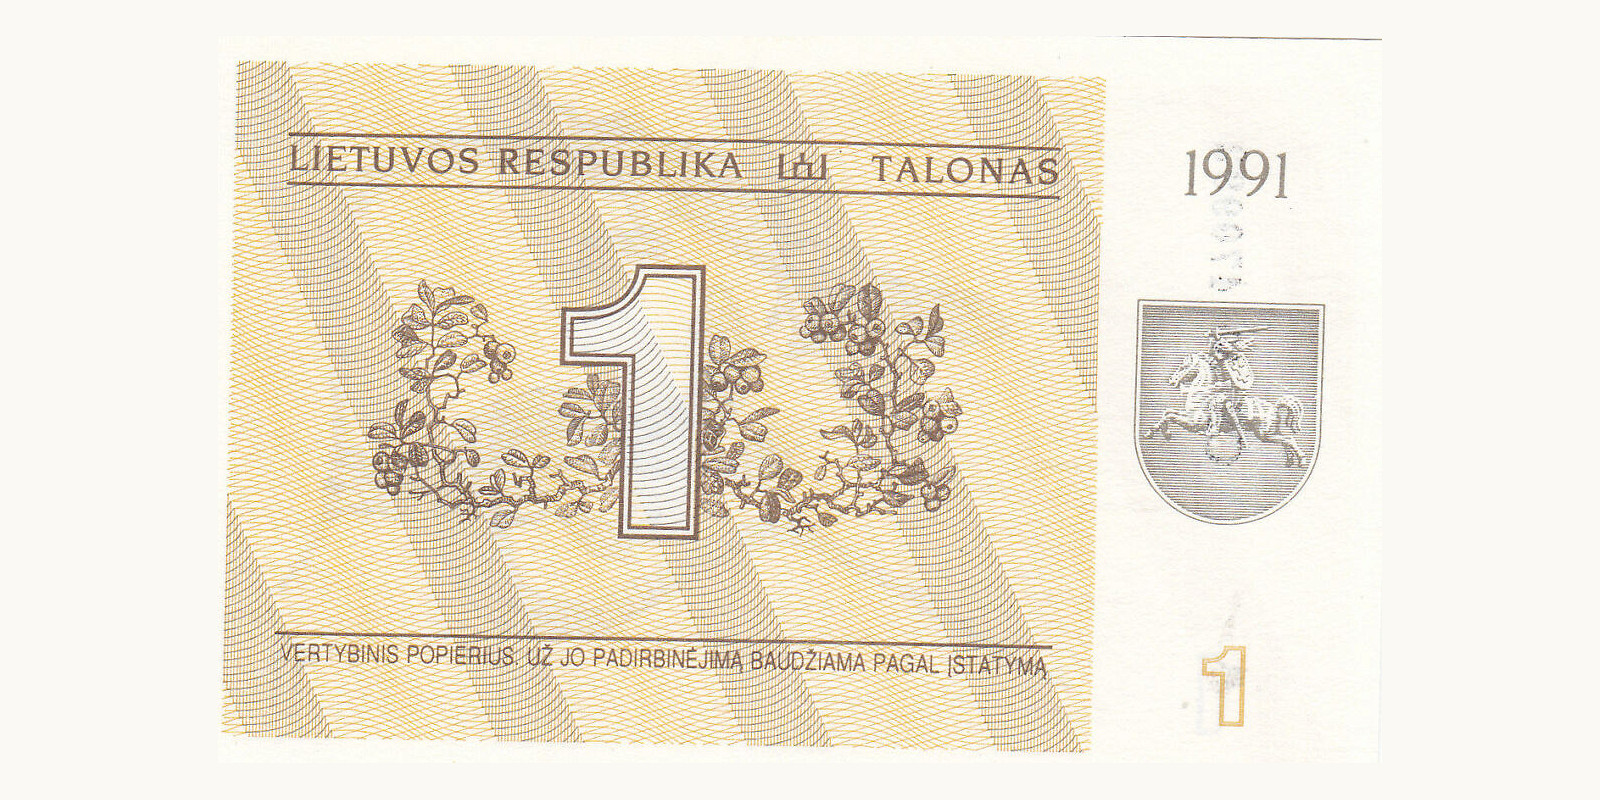 LIETUVOS RESPUBLIKA TALONAS
1991
1
VERTYBINIS POPIERIUS. UŽ JO PADIRBINĖJIMĄ BAUDŽIAMA PAGAL ĮSTATYMĄ
1